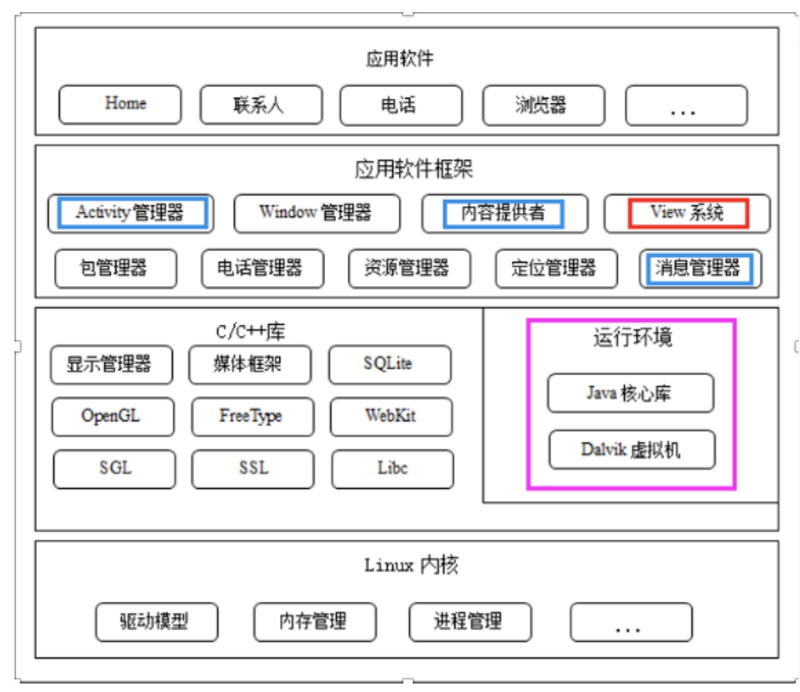 应用软件
Home 联系人 电话 浏览器 ...
应用软件框架
Activity 管理器 Window 管理器 内容提供者 View 系统
包管理器 电话管理器 资源管理器 定位管理器 消息管理器
C/C++库
显示管理器 媒体框架 SQLite
OpenGL FreeType WebKit
SGL SSL Libc
运行环境
Java 核心库
Dalvik 虚拟机
Linux 内核
驱动模型 内存管理 进程管理 ...